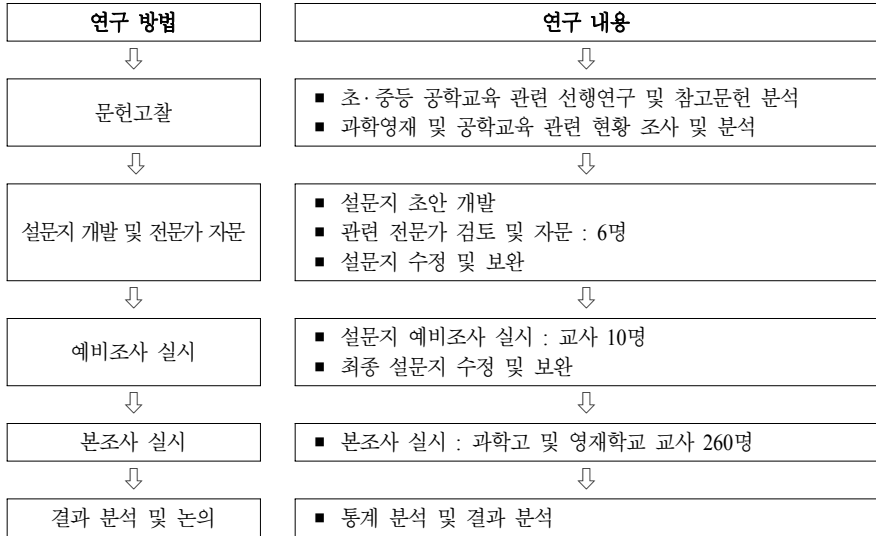 연구 방법
연구 내용
⇩
⇩
문헌고찰
■ 초·중등 공학교육 관련 선행연구 및 참고문헌 분석
■ 과학영재 및 공학교육 관련 현황 조사 및 분석
⇩
⇩
설문지 개발 및 전문가 자문
■ 설문지 초안 개발
■ 관련 전문가 검토 및 자문 : 6명
■ 설문지 수정 및 보완
⇩
⇩
예비조사 실시
■ 설문지 예비조사 실시 : 교사 10명
■ 최종 설문지 수정 및 보완
⇩
⇩
본조사 실시
■ 본조사 실시 : 과학고 및 영재학교 교사 260명
⇩
⇩
결과 분석 및 논의
■ 통계 분석 및 결과 분석